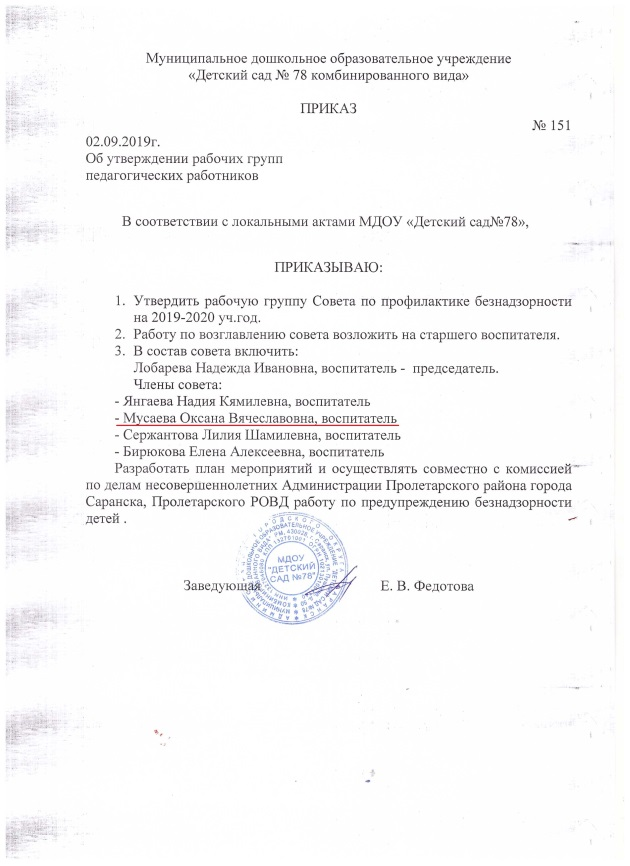 Муниципальное дошкольное образовательное учреждение
«Детский сад № 78 комбинированного вида»
ПРИКАЗ
№ 151
02.09.2019г.
Об утверждении рабочих групп
педагогических работников
В соответствии с локальными актами МДОУ «Детский сад№78»,
ПРИКАЗЫВАЮ:
1. Утвердить рабочую группу Совета по профилактике безнадзорности
на 2019-2020 уч.год.
2. Работу по возглавлению совета возложить на старшего воспитателя.
3. В состав совета включить:
Лобарева Надежда Ивановна, воспитатель - председатель.
Члены совета:
- Янгаева Надия Кямилевна, воспитатель
- Мусаева Оксана Вячеславовна, воспитатель
- Сержантова Лилия Шамилевна, воспитатель
- Бирюкова Елена Алексеевна, воспитатель
Разработать план мероприятий и осуществлять совместно с комиссией
по делам несовершеннолетних Администрации Пролетарского района города
Саранска, Пролетарского РОВД работу по предупреждению безнадзорности
детей .
МДОУ
"ДЕТСКИЙ
САД №78"
Заведующая Е. В. Федотова